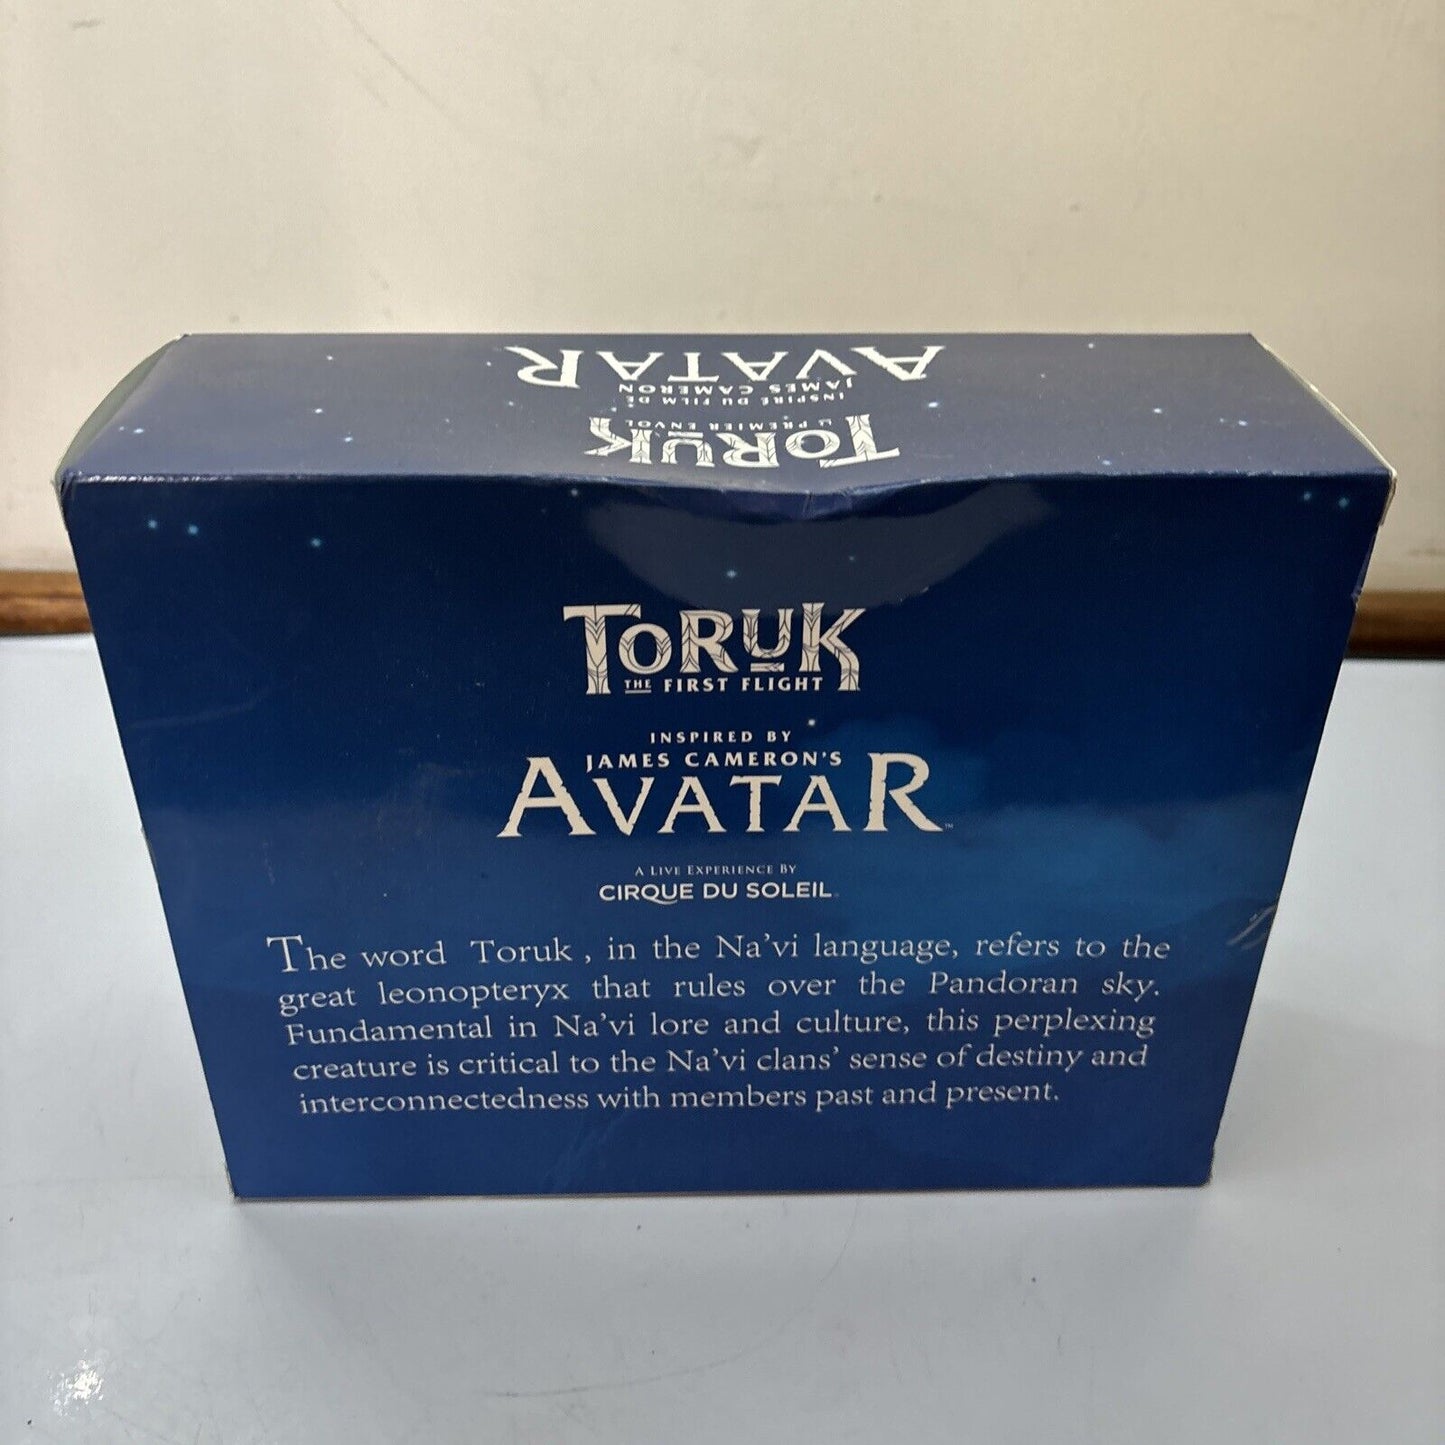 AVATAR
JAMES CAMERON
INSPIRÉ DU FILM DE
LE PREMIER ENVOL
TORUK
TORUK
THE FIRST FLIGHT
INSPIRED BY
JAMES CAMERON'S
AVATAR™
A LIVE EXPERIENCE BY
CIRQUE DU SOLEIL
The word Toruk , in the Na'vi language, refers to the
great leonopteryx that rules over the Pandoran sky.
Fundamental in Na'vi lore and culture, this perplexing
creature is critical to the Na'vi clans' sense of destiny and
interconnectedness with members past and present.